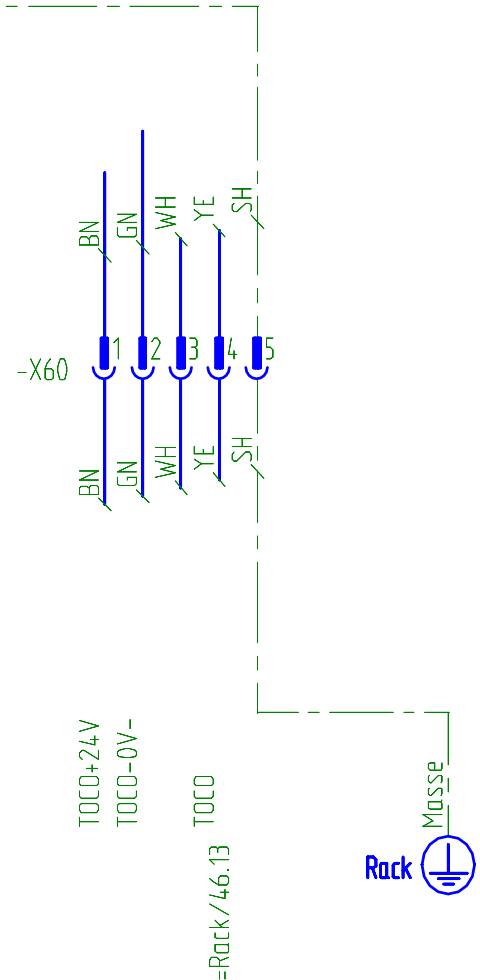 BN
GN
WH
YE
SH
-X60
1
2
3
4
5
BN
GN
WH
YE
SH
TOCO+24V
TOCO-0V-
TOCO
=Rack/46.13
Masse
Rack